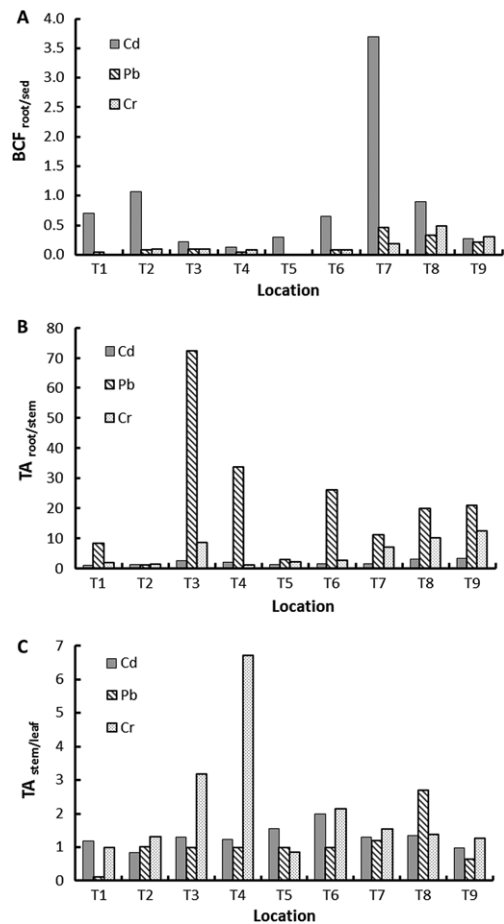 A
4.0
3.5
3.0
2.5
2.0
1.5
1.0
0.5
0.0
BCF root/sed
Cd
Pb
Cr
T1 T2 T3 T4 T5 T6 T7 T8 T9
Location
B
80
70
60
50
40
30
20
10
0
TA root/stem
Cd
Pb
Cr
T1 T2 T3 T4 T5 T6 T7 T8 T9
Location
C
7
6
5
4
3
2
1
0
TA stem/leaf
Cd
Pb
Cr
T1 T2 T3 T4 T5 T6 T7 T8 T9
Location